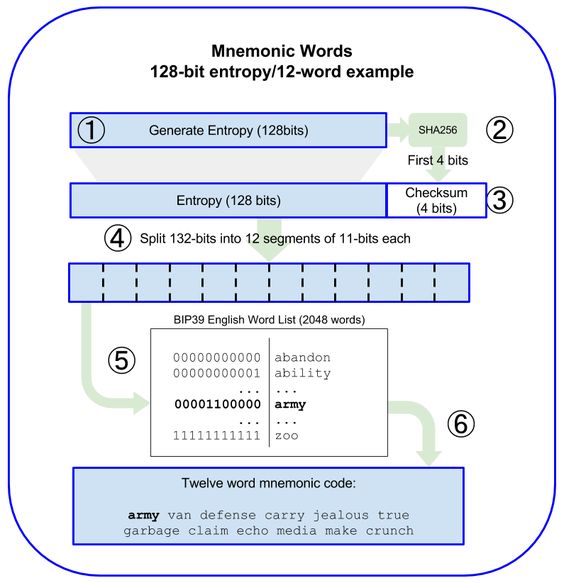 Mnemonic Words
128-bit entropy/12-word example
① Generate Entropy (128bits) SHA256 ②
First 4 bits
Entropy (128 bits) Checksum (4 bits) ③
④ Split 132-bits into 12 segments of 11-bits each
BIP39 English Word List (2048 words)
⑤
00000000000 abandon
00000000001 ability
... ...
00001100000 army
... ...
11111111111 zoo
⑥
Twelve word mnemonic code:
army van defense carry jealous true
garbage claim echo media make crunch